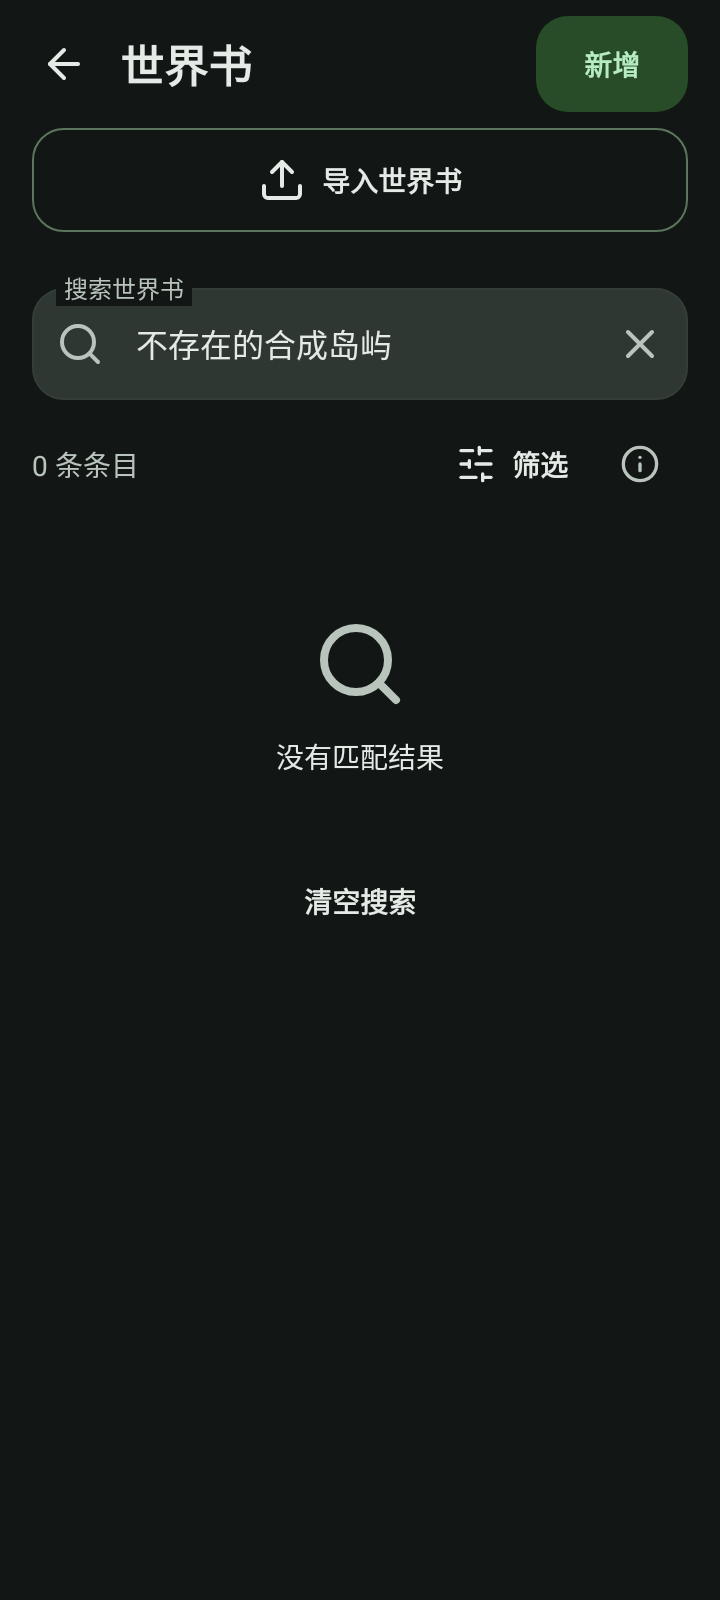 世界书
新增
导入世界书
搜索世界书
不存在的合成岛屿
0 条条目
筛选
没有匹配结果
清空搜索